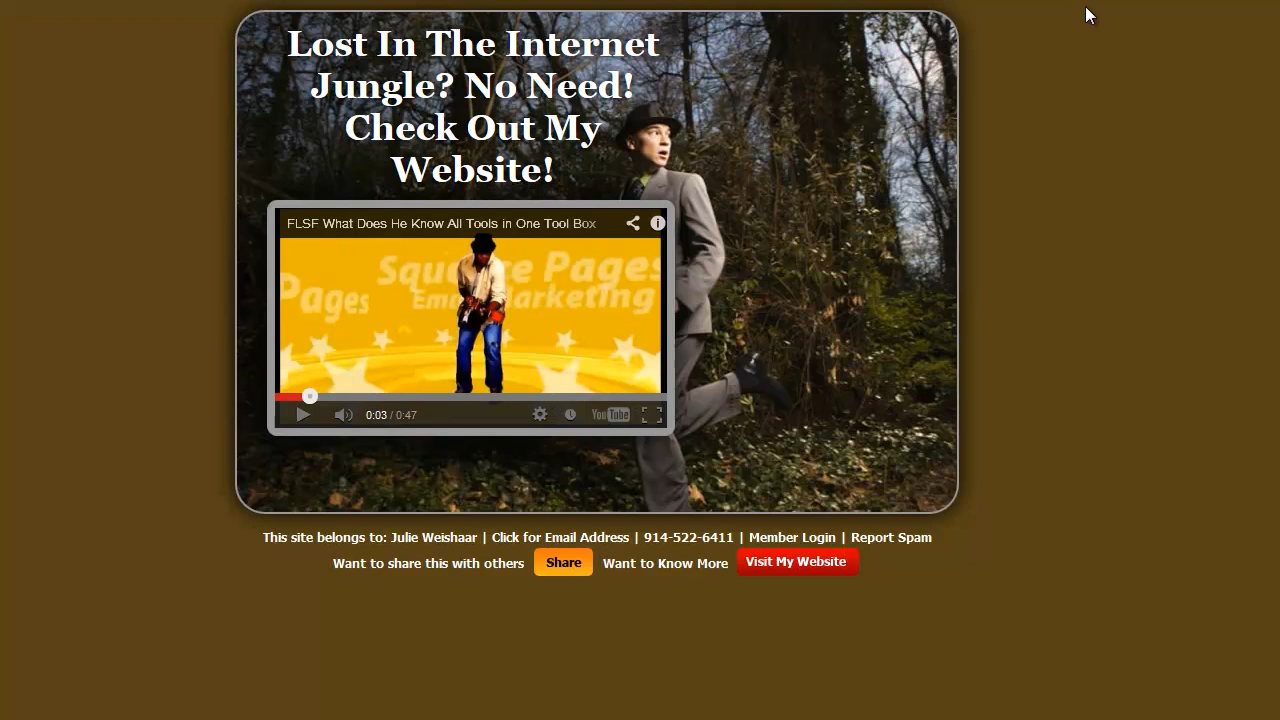 Lost In The Internet
Jungle? No Need!
Check Out My
Website!
FLSF What Does He Know All Tools in One Tool Box
Squeeze Pages
Pages
Email Marketing
0:03 / 0:47
YouTube
This site belongs to: Julie Weishaar | Click for Email Address | 914-522-6411 | Member Login | Report Spam
Want to share this with others Share Want to Know More Visit My Website